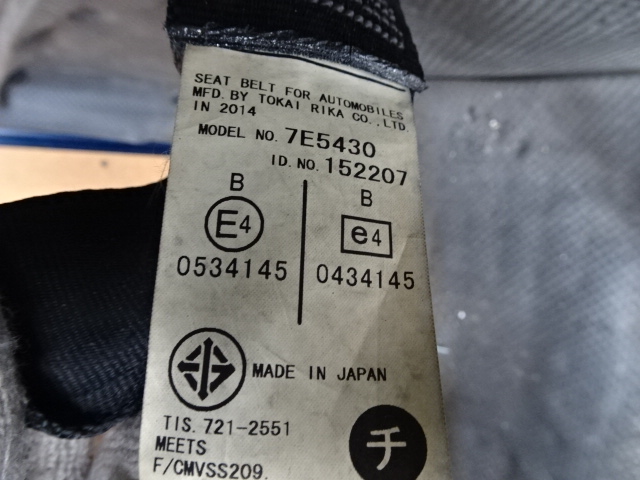 SEAT BELT FOR AUTOMOBILES
MFD. BY TOKAI RIKA CO., LTD.
IN 2014
MODEL NO. 7E5430
ID. NO. 152207
B
E4
0534145
B
e4
0434145
MADE IN JAPAN
TIS. 721-2551
MEETS
F/CMVSS209.
チ